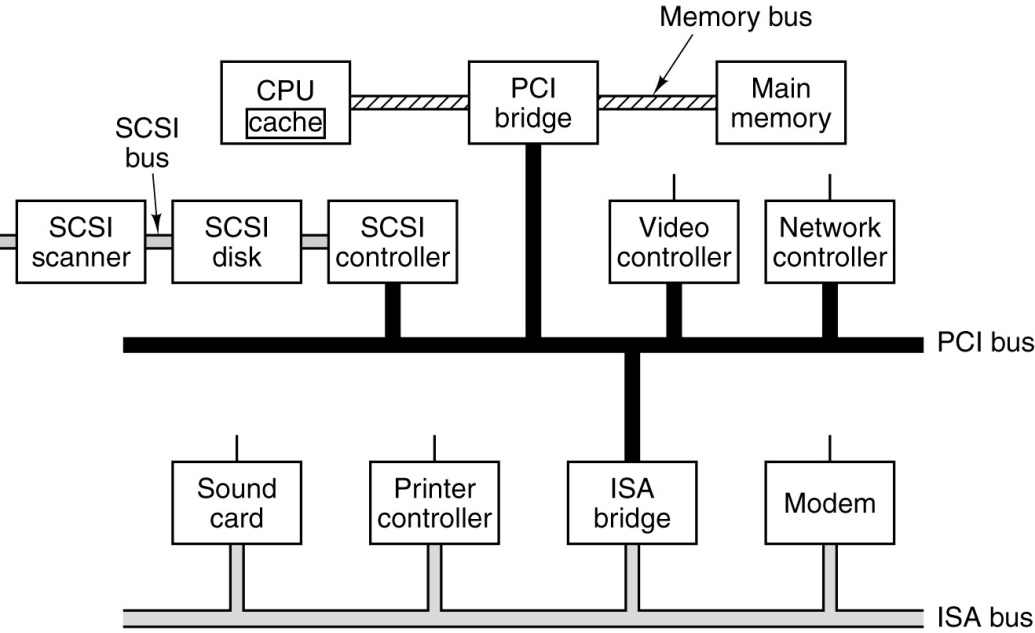 Memory bus
CPU
cache
PCI
bridge
Main
memory
SCSI
bus
SCSI
scanner
SCSI
disk
SCSI
controller
Video
controller
Network
controller
PCI bus
Sound
card
Printer
controller
ISA
bridge
Modem
ISA bus